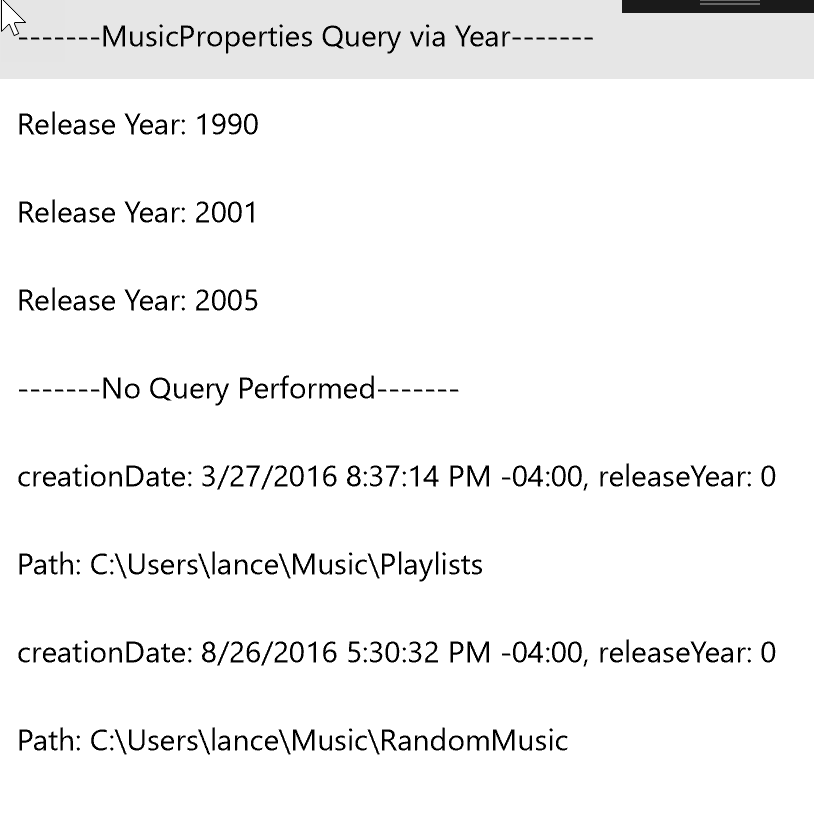 -------MusicProperties Query via Year-------
Release Year: 1990
Release Year: 2001
Release Year: 2005
-------No Query Performed-------
creationDate: 3/27/2016 8:37:14 PM -04:00, releaseYear: 0
Path: C:\Users\lance\Music\Playlists
creationDate: 8/26/2016 5:30:32 PM -04:00, releaseYear: 0
Path: C:\Users\lance\Music\RandomMusic